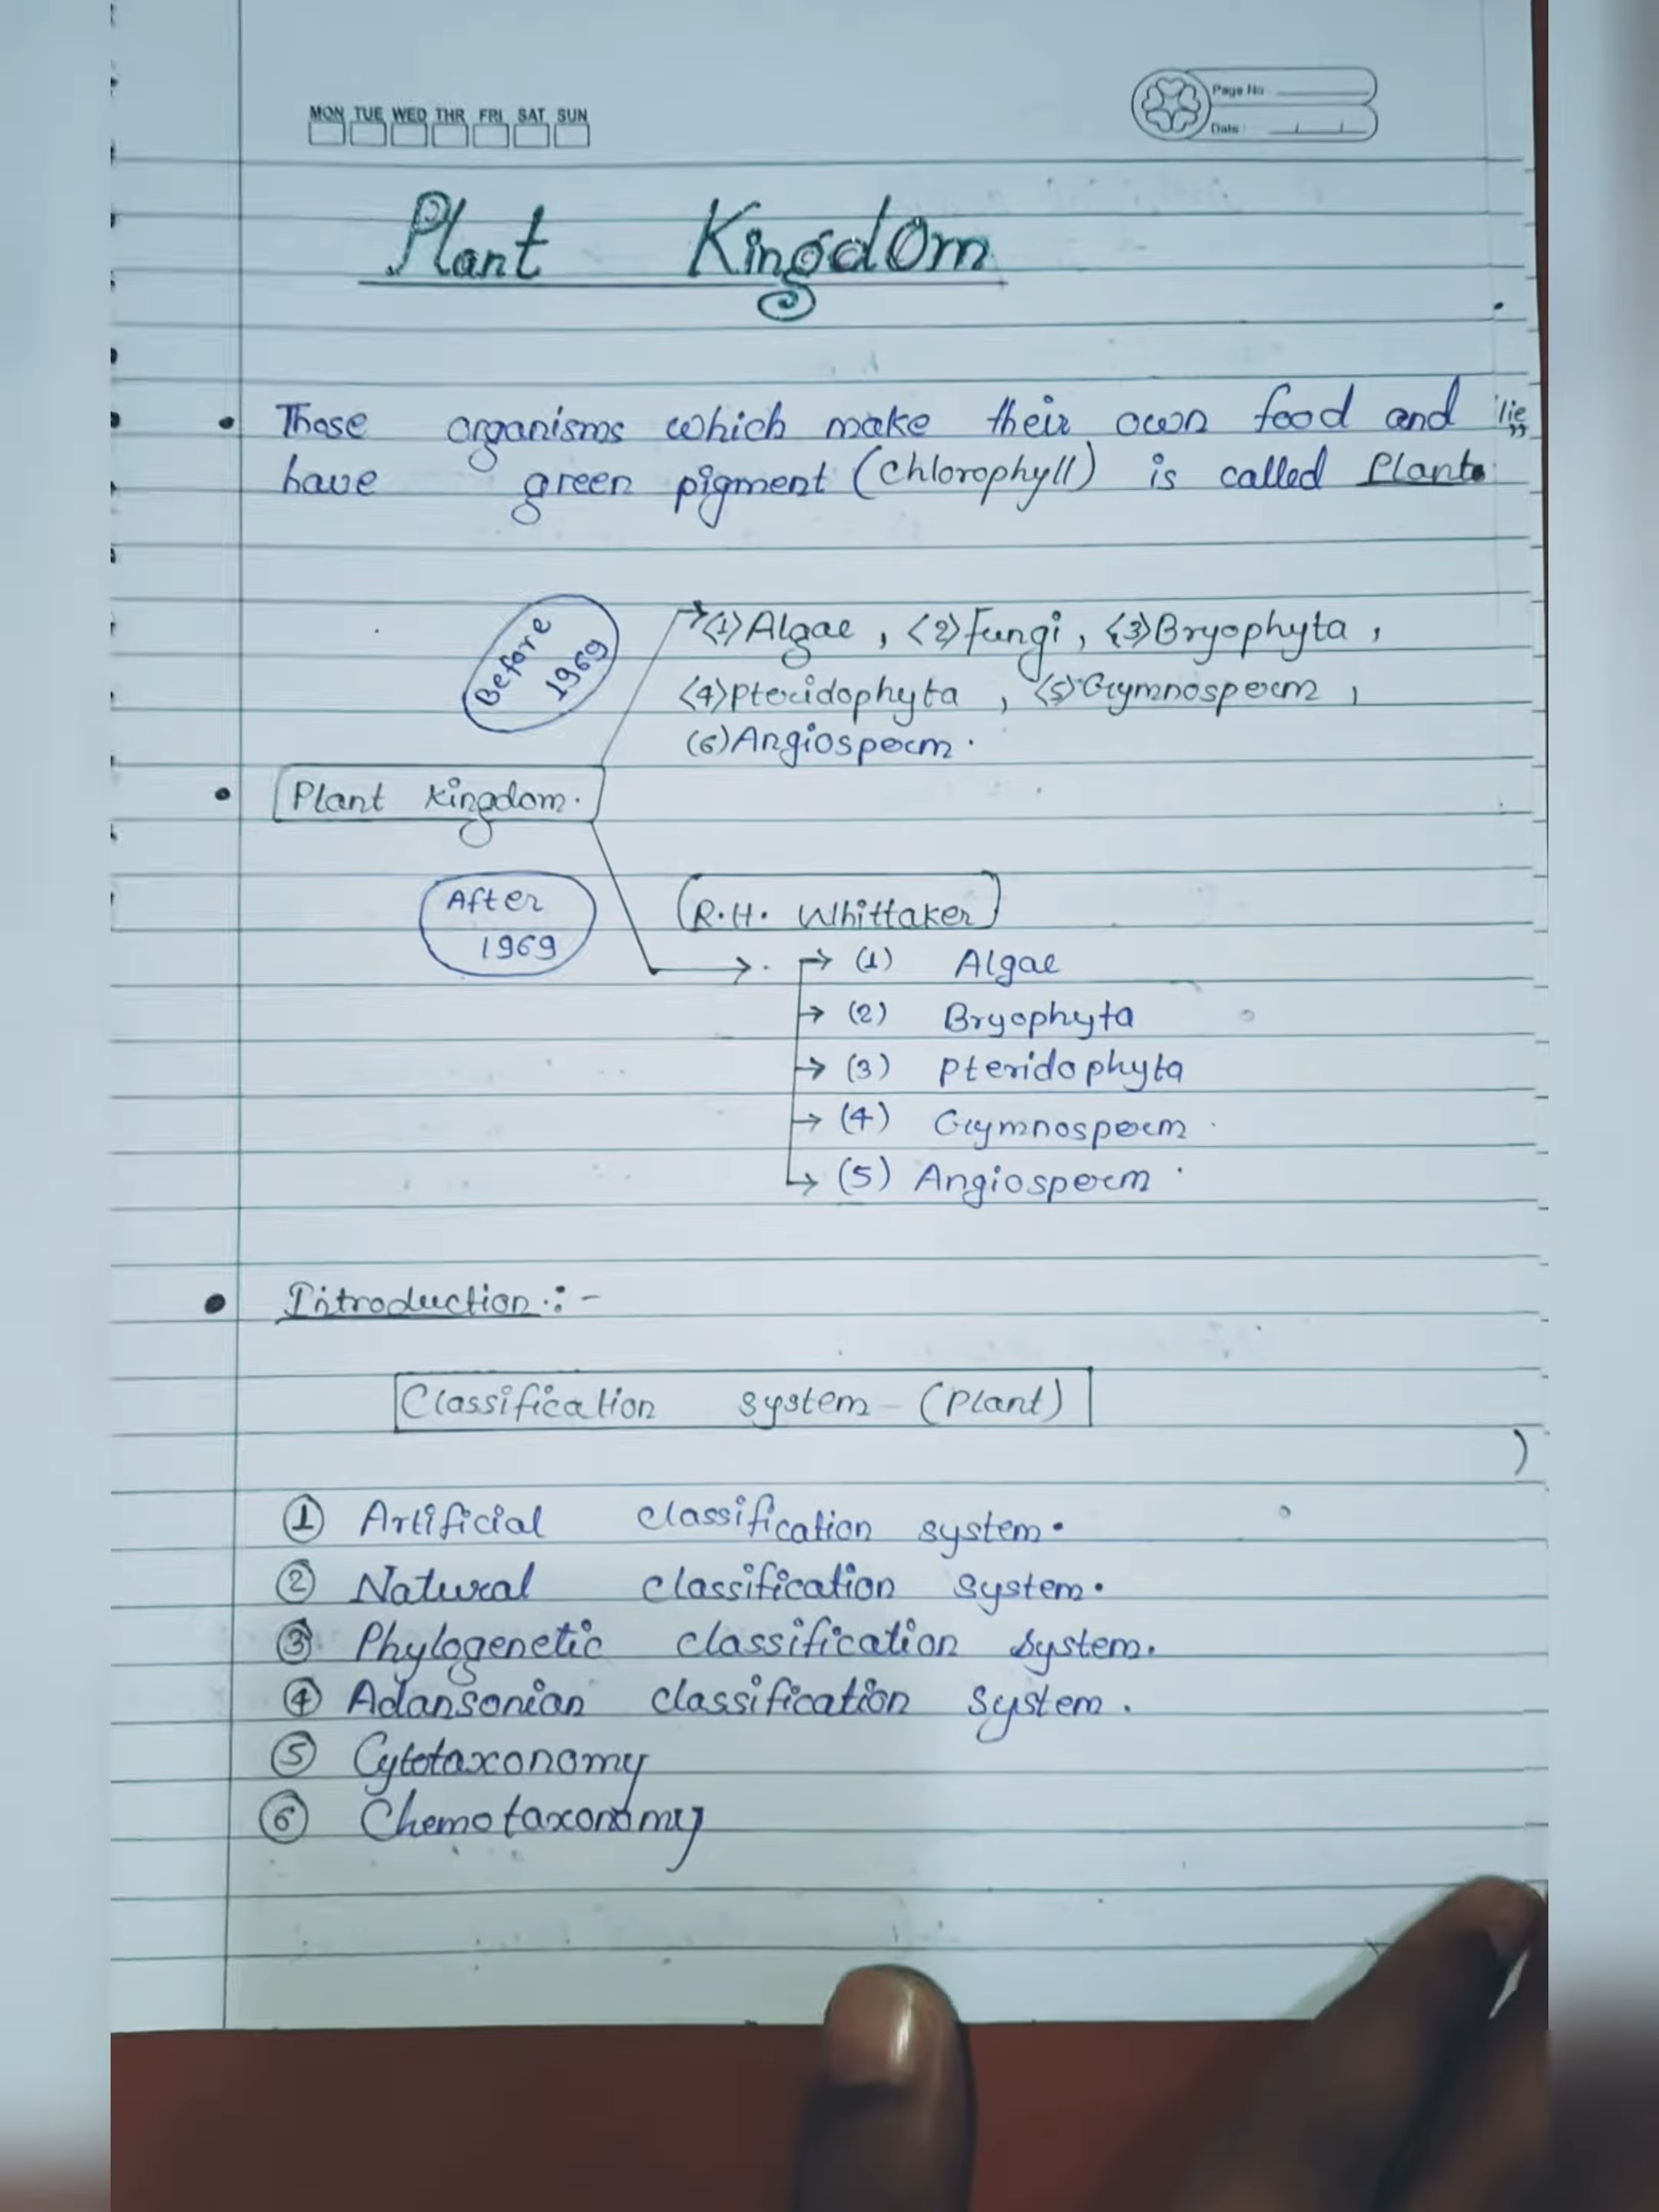 MON TUE WED THR FRI SAT SUN
Page No
Date
Plant Kingdom
• Those organisms which make their own food and
have green pigment (Chlorophyll) is called Plant.
Before 1969
→ <1> Algae, <2> Fungi, <3> Bryophyta,
<4> Pteridophyta, <5> Gymnosperm,
(6) Angiosperm.
• Plant Kingdom.
After 1969
R.H. Whittaker
→ (1) Algae
→ (2) Bryophyta
→ (3) Pteridophyta
→ (4) Gymnosperm
→ (5) Angiosperm
• Introduction :-
Classification system (Plant)
① Artificial classification system.
② Natural classification system.
③ Phylogenetic classification system.
④ Adansonian classification system.
⑤ Cytotaxonomy
⑥ Chemotaxonomy